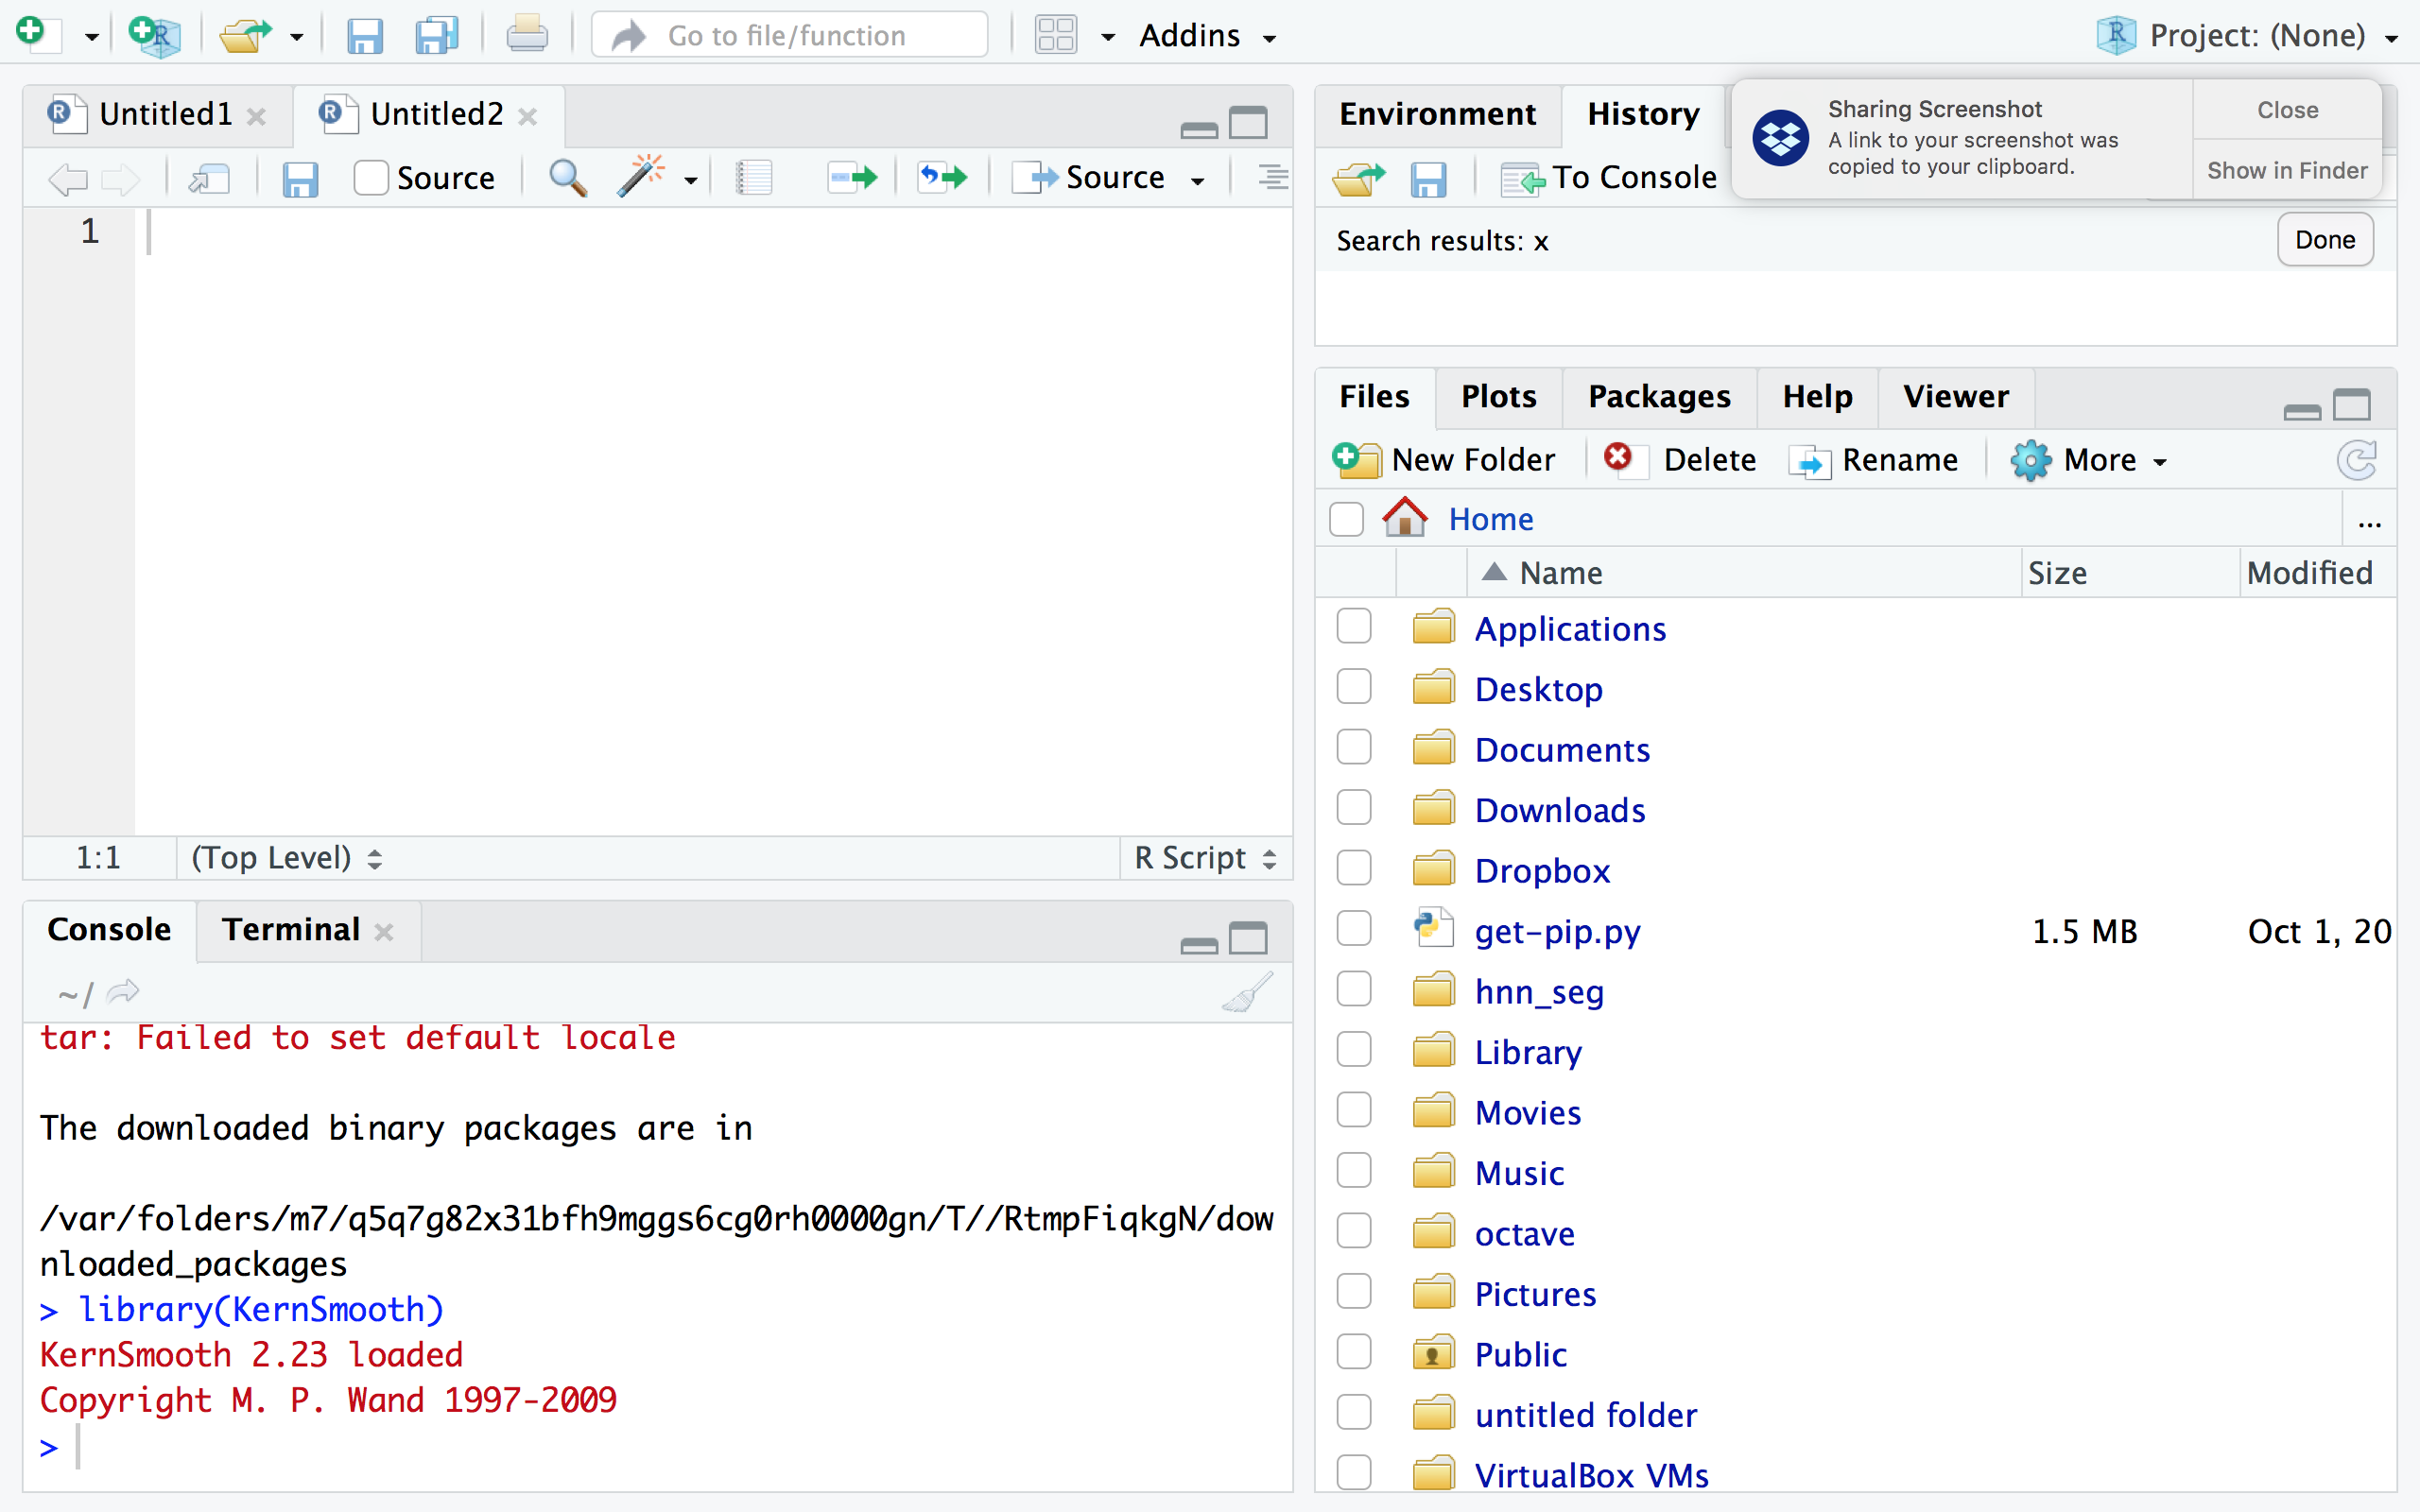 Go to file/function
Addins
Project: (None)
Untitled1
Untitled2
Source
Source
1
1:1
(Top Level)
R Script
Console
Terminal
~/
tar: Failed to set default locale
The downloaded binary packages are in
/var/folders/m7/q5q7g82x31bfh9mggs6cg0rh0000gn/T//RtmpFiqkgN/dow
nloaded_packages
> library(KernSmooth)
KernSmooth 2.23 loaded
Copyright M. P. Wand 1997-2009
>
Environment
History
Sharing Screenshot
A link to your screenshot was
copied to your clipboard.
Close
Show in Finder
To Console
Search results: x
Done
Files
Plots
Packages
Help
Viewer
New Folder
Delete
Rename
More
Home
...
Name
Size
Modified
Applications
Desktop
Documents
Downloads
Dropbox
get-pip.py 1.5 MB Oct 1, 20
hnn_seg
Library
Movies
Music
octave
Pictures
Public
untitled folder
VirtualBox VMs